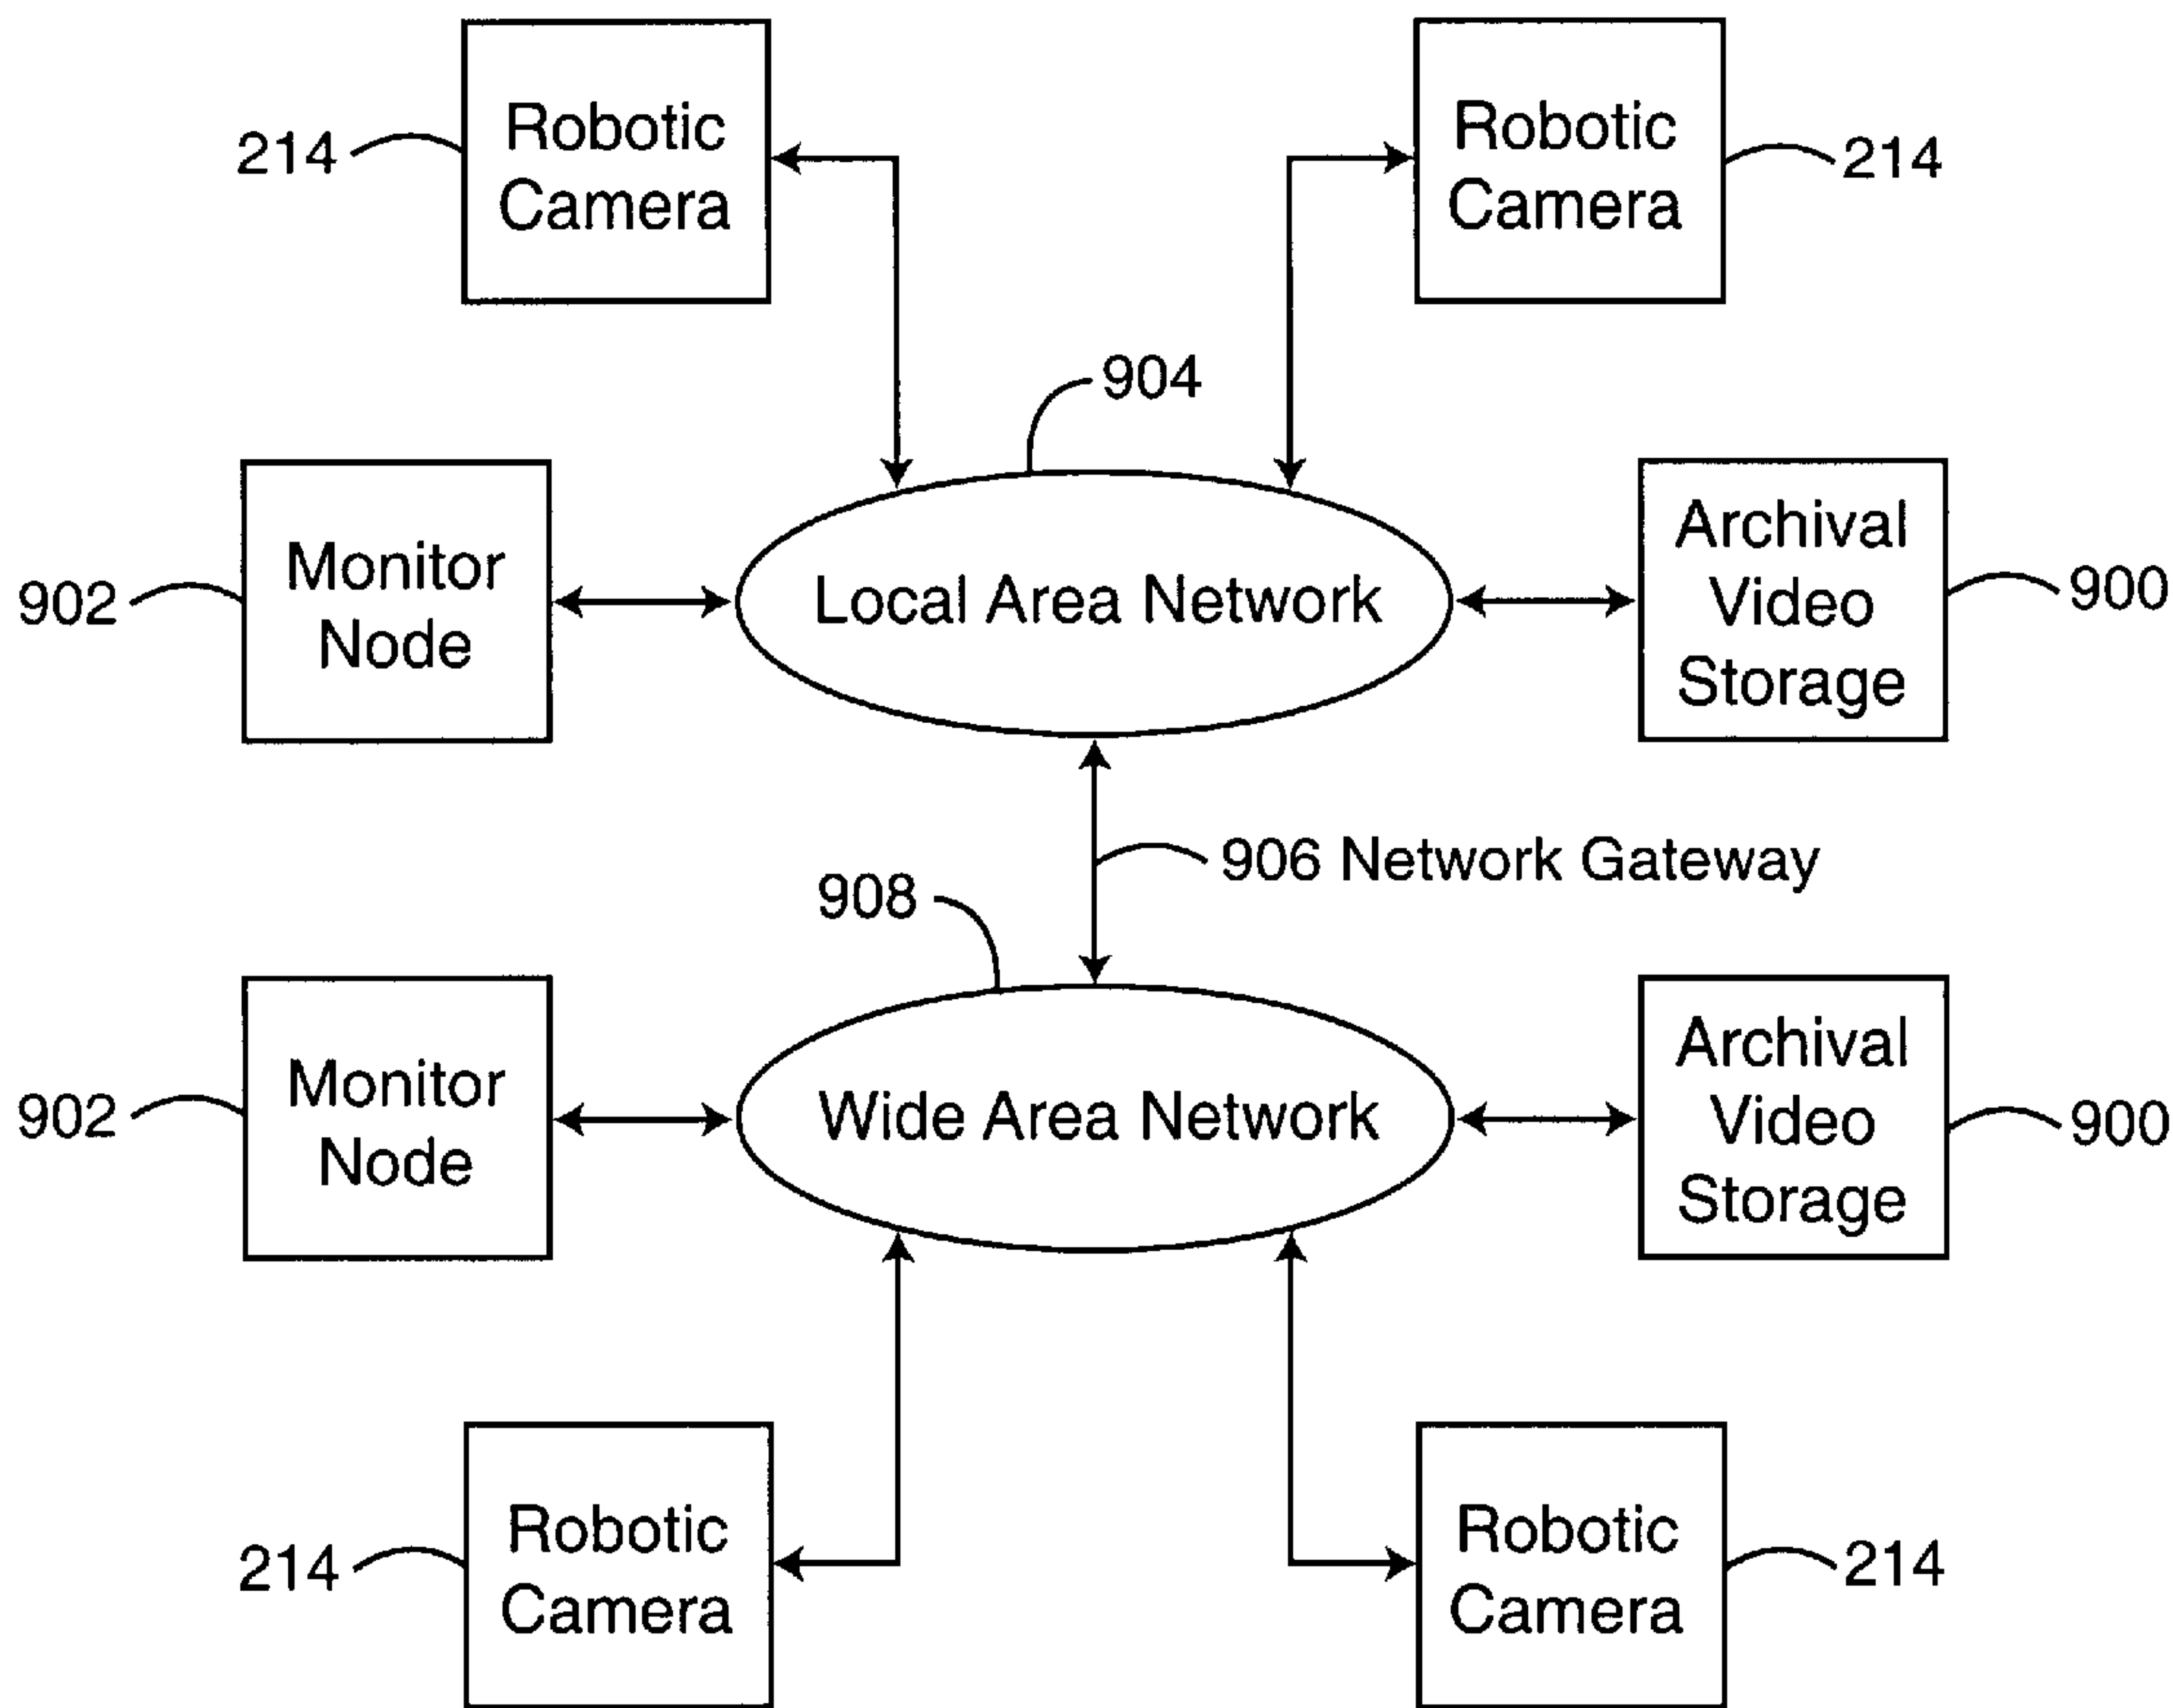 Robotic
Camera
214
Robotic
Camera
214
904
Monitor
Node
902
Local Area Network
Archival
Video
Storage
900
906 Network Gateway
908
Monitor
Node
902
Wide Area Network
Archival
Video
Storage
900
Robotic
Camera
214
Robotic
Camera
214